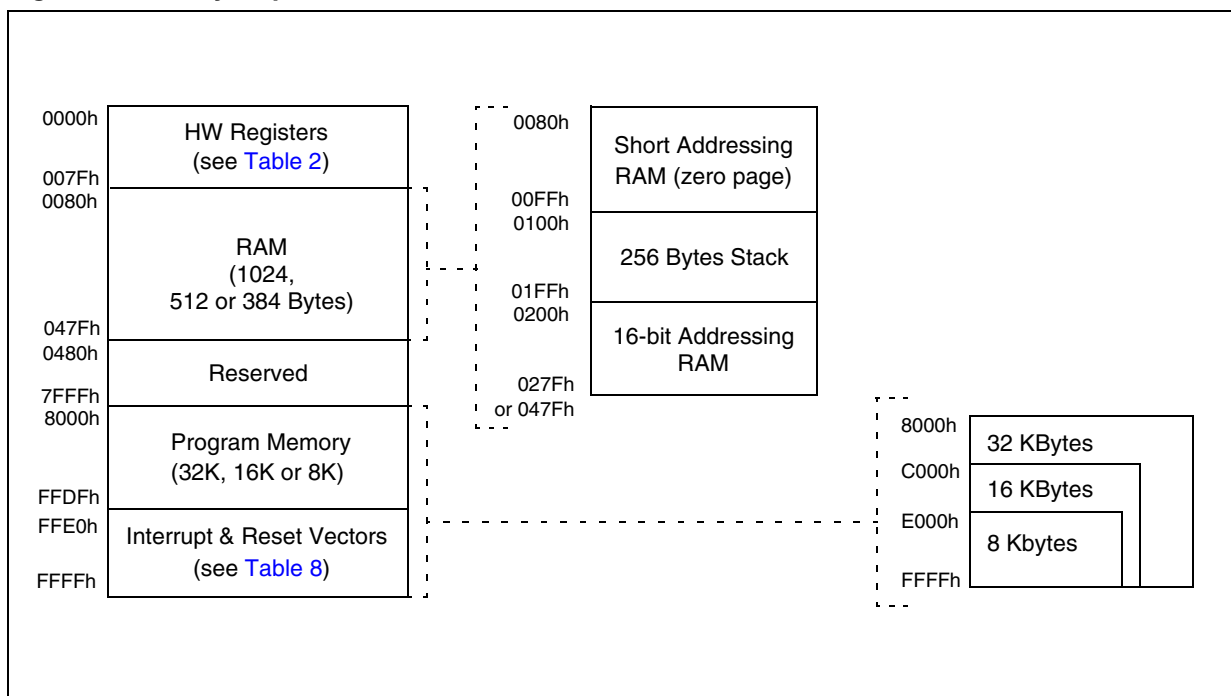 0000h
HW Registers
(see Table 2)
007Fh
0080h
RAM
(1024,
512 or 384 Bytes)
047Fh
0480h
Reserved
7FFFh
8000h
Program Memory
(32K, 16K or 8K)
FFDFh
FFE0h
Interrupt & Reset Vectors
(see Table 8)
FFFFh
0080h
Short Addressing
RAM (zero page)
00FFh
0100h
256 Bytes Stack
01FFh
0200h
16-bit Addressing
RAM
027Fh
or 047Fh
8000h
32 KBytes
C000h
16 KBytes
E000h
8 Kbytes
FFFFh